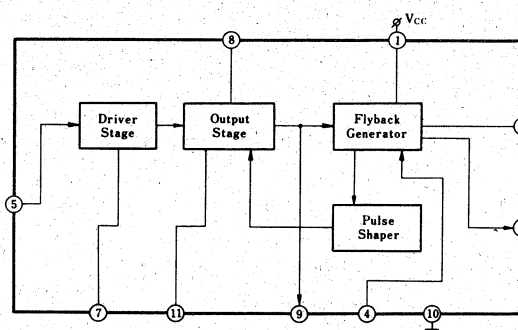 Vcc
8
1
Driver
Stage
Output
Stage
Flyback
Generator
5
Pulse
Shaper
7
11
9
4
10